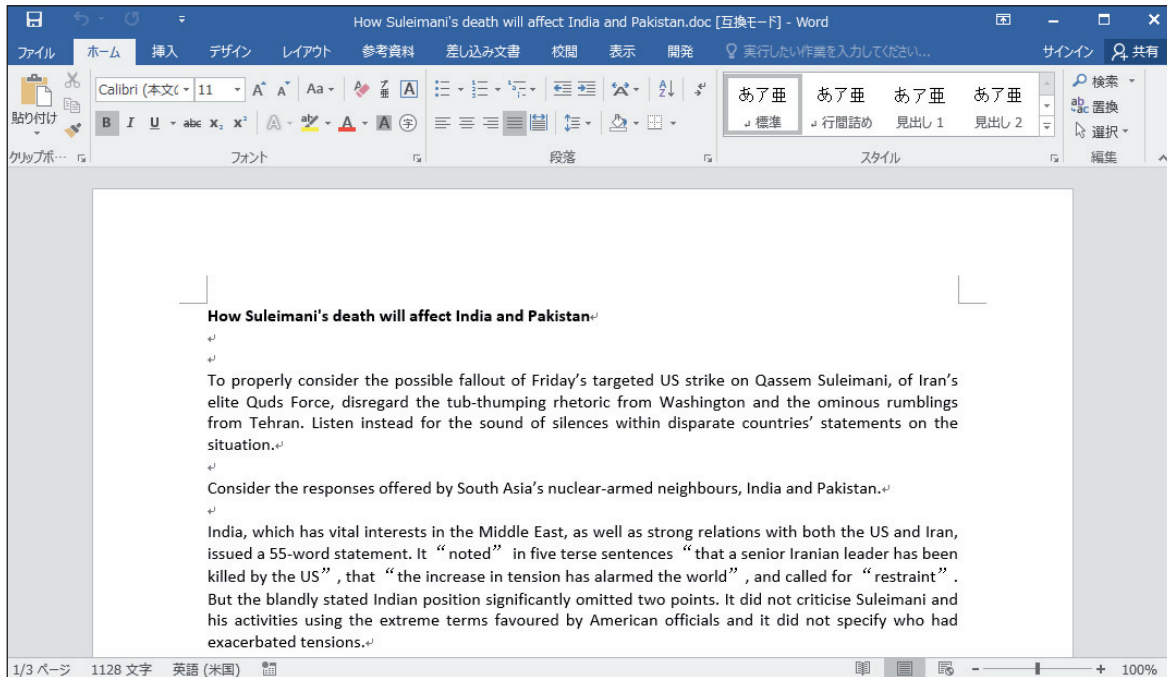 How Suleimani's death will affect India and Pakistan.doc [互換モード] - Word
ファイル ホーム 挿入 デザイン レイアウト 参考資料 差し込み文書 校閲 表示 開発 実行したい作業を入力してください... サインイン 共有
Calibri (本文( 11 A A Aa A あア亜 あア亜 あア亜 あア亜 検索
貼り付け B I U abc X₂ X² A A A 字 標準 行間詰め 見出し 1 見出し 2 置換
選択
クリップボ… フォント 段落 スタイル 編集
How Suleimani's death will affect India and Pakistan
To properly consider the possible fallout of Friday’s targeted US strike on Qassem Suleimani, of Iran’s
elite Quds Force, disregard the tub-thumping rhetoric from Washington and the ominous rumblings
from Tehran. Listen instead for the sound of silences within disparate countries’ statements on the
situation.
Consider the responses offered by South Asia’s nuclear-armed neighbours, India and Pakistan.
India, which has vital interests in the Middle East, as well as strong relations with both the US and Iran,
issued a 55-word statement. It “noted” in five terse sentences “that a senior Iranian leader has been
killed by the US”, that “the increase in tension has alarmed the world”, and called for “restraint”.
But the blandly stated Indian position significantly omitted two points. It did not criticise Suleimani and
his activities using the extreme terms favoured by American officials and it did not specify who had
exacerbated tensions.
1/3 ページ 1128 文字 英語 (米国) 100%